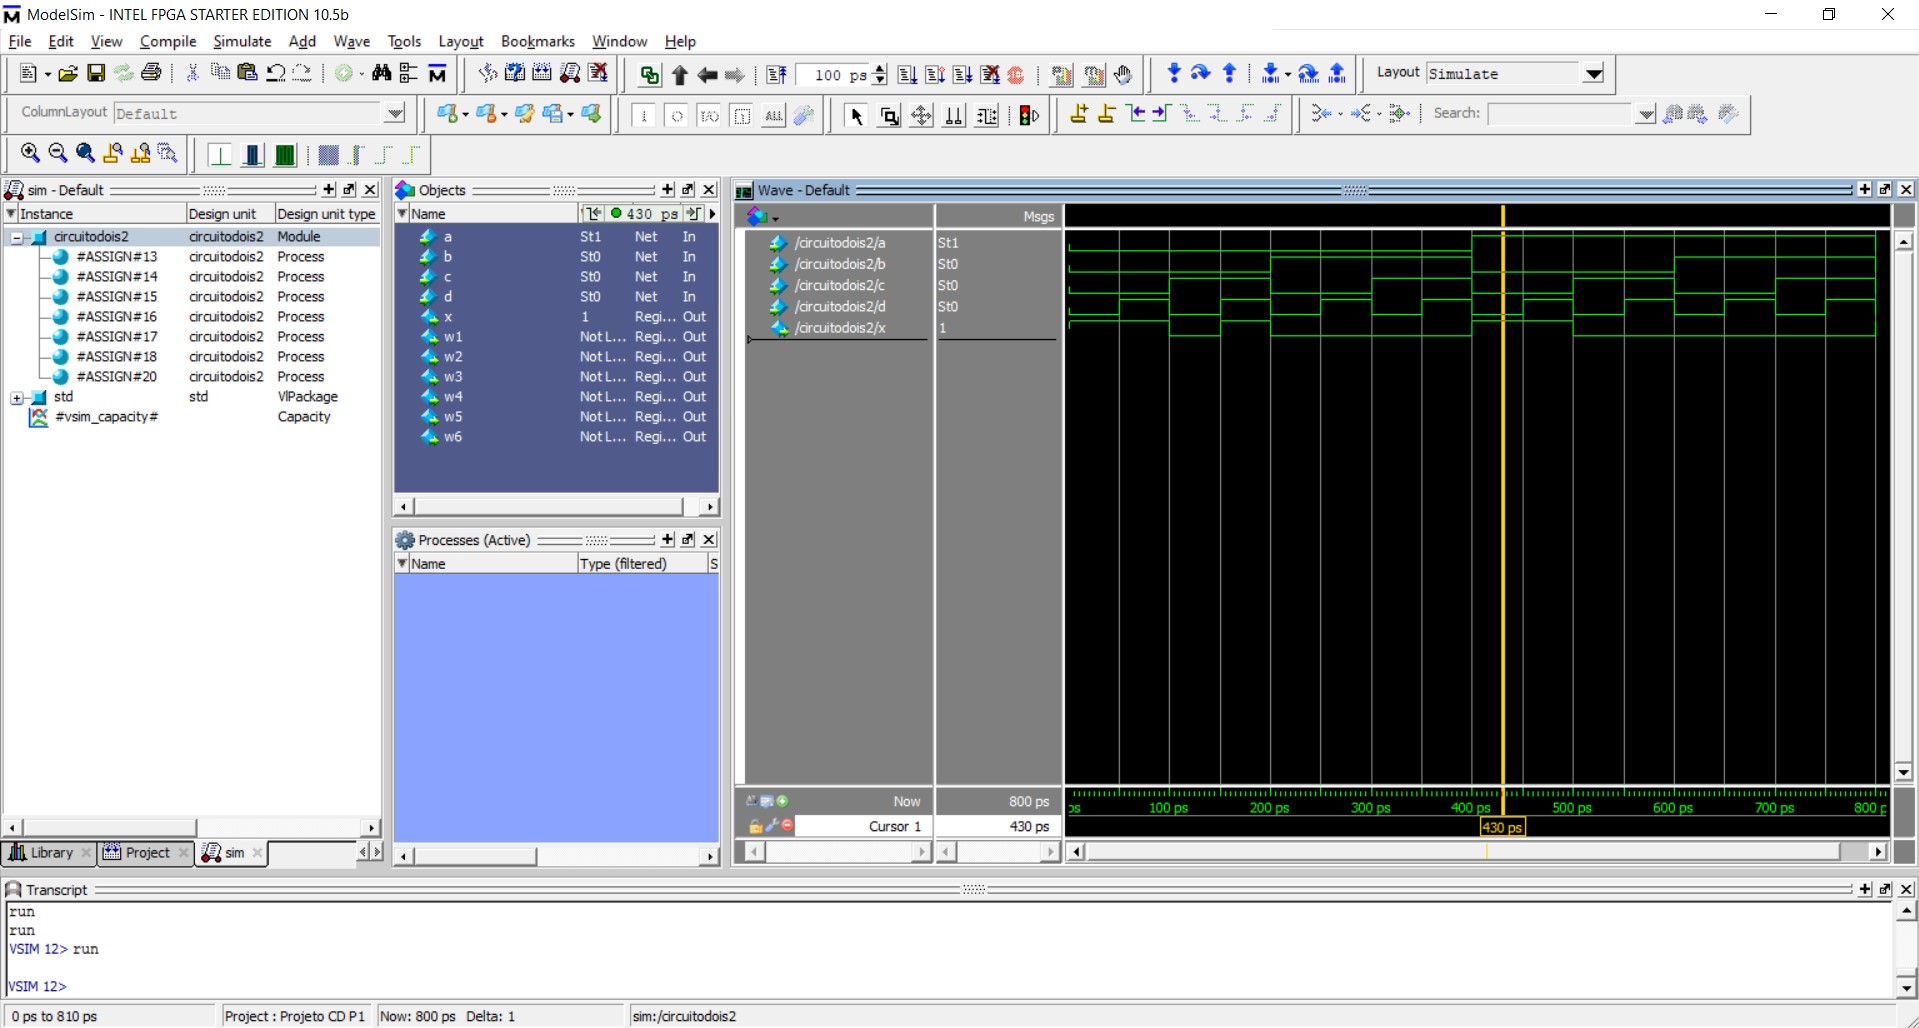 ModelSim - INTEL FPGA STARTER EDITION 10.5b
File Edit View Compile Simulate Add Wave Tools Layout Bookmarks Window Help
100 ps Layout Simulate
ColumnLayout Default ALL Search:
sim - Default
Instance Design unit Design unit type
circuitodois2 circuitodois2 Module
#ASSIGN#13 circuitodois2 Process
#ASSIGN#14 circuitodois2 Process
#ASSIGN#15 circuitodois2 Process
#ASSIGN#16 circuitodois2 Process
#ASSIGN#17 circuitodois2 Process
#ASSIGN#18 circuitodois2 Process
#ASSIGN#20 circuitodois2 Process
std std VlPackage
#vsim_capacity# Capacity
Library Project sim
Objects
Name 430 ps
a St1 Net In
b St0 Net In
c St0 Net In
d St0 Net In
x 1 Regi... Out
w1 Not L... Regi... Out
w2 Not L... Regi... Out
w3 Not L... Regi... Out
w4 Not L... Regi... Out
w5 Not L... Regi... Out
w6 Not L... Regi... Out
Processes (Active)
Name Type (filtered) S
Wave - Default
Msgs
/circuitodois2/a St1
/circuitodois2/b St0
/circuitodois2/c St0
/circuitodois2/d St0
/circuitodois2/x 1
Now 800 ps
ps 100 ps 200 ps 300 ps 400 ps 500 ps 600 ps 700 ps 800 p
Cursor 1 430 ps
430 ps
Transcript
run
run
VSIM 12> run
VSIM 12>
0 ps to 810 ps Project : Projeto CD P1 Now: 800 ps Delta: 1 sim:/circuitodois2